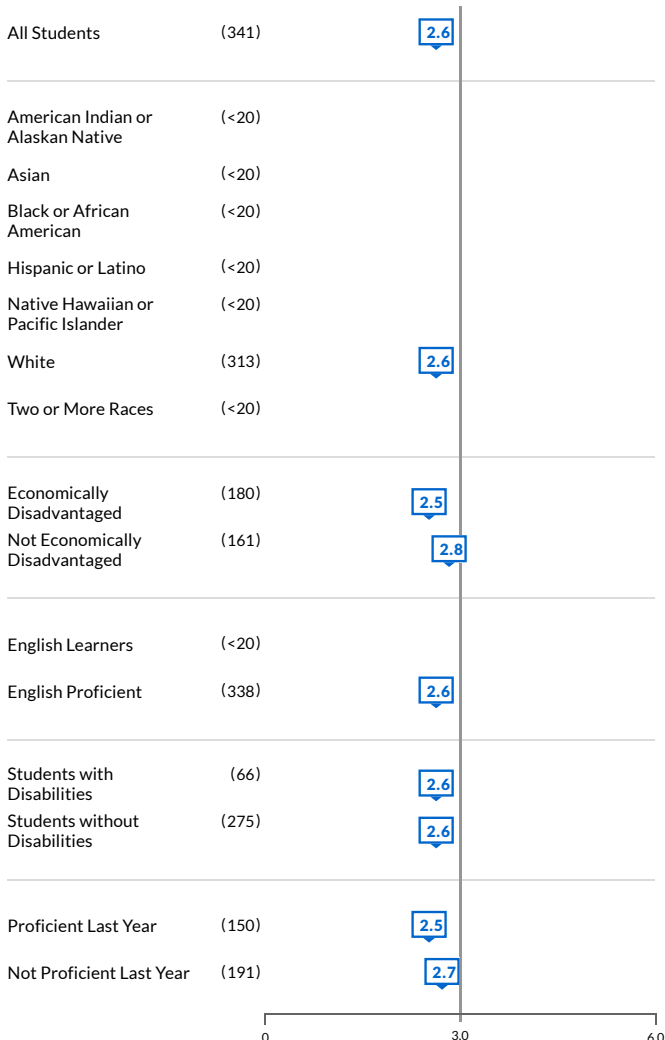 All Students (341) 2.6
American Indian or (<20)
Alaskan Native
Asian (<20)
Black or African (<20)
American
Hispanic or Latino (<20)
Native Hawaiian or (<20)
Pacific Islander
White (313) 2.6
Two or More Races (<20)
Economically (180) 2.5
Disadvantaged
Not Economically (161) 2.8
Disadvantaged
English Learners (<20)
English Proficient (338) 2.6
Students with (66) 2.6
Disabilities
Students without (275) 2.6
Disabilities
Proficient Last Year (150) 2.5
Not Proficient Last Year (191) 2.7
0 3.0 6.0